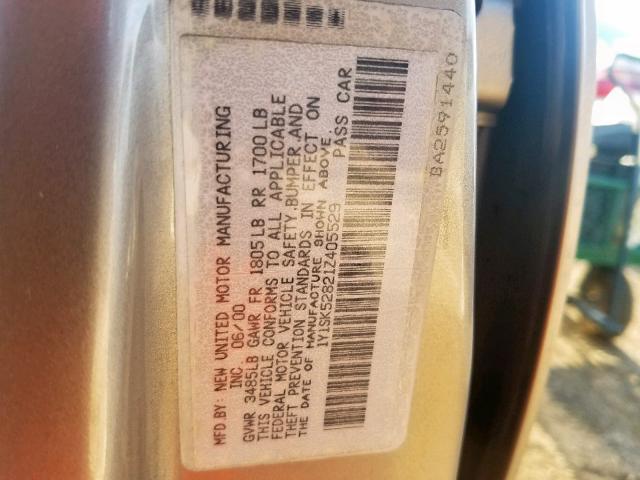 MFD BY: NEW UNITED MOTOR MANUFACTURING
INC. 06/00
GVWR 3485LB GAWR FR 1805LB RR 1700LB
THIS VEHICLE CONFORMS TO ALL APPLICABLE
FEDERAL MOTOR VEHICLE SAFETY.BUMPER.AND
THEFT PREVENTION STANDARDS IN EFFECT ON
THE DATE OF MANUFACTURE SHOWN ABOVE.
1Y1SK52821Z405529 PASS CAR
BA2591440